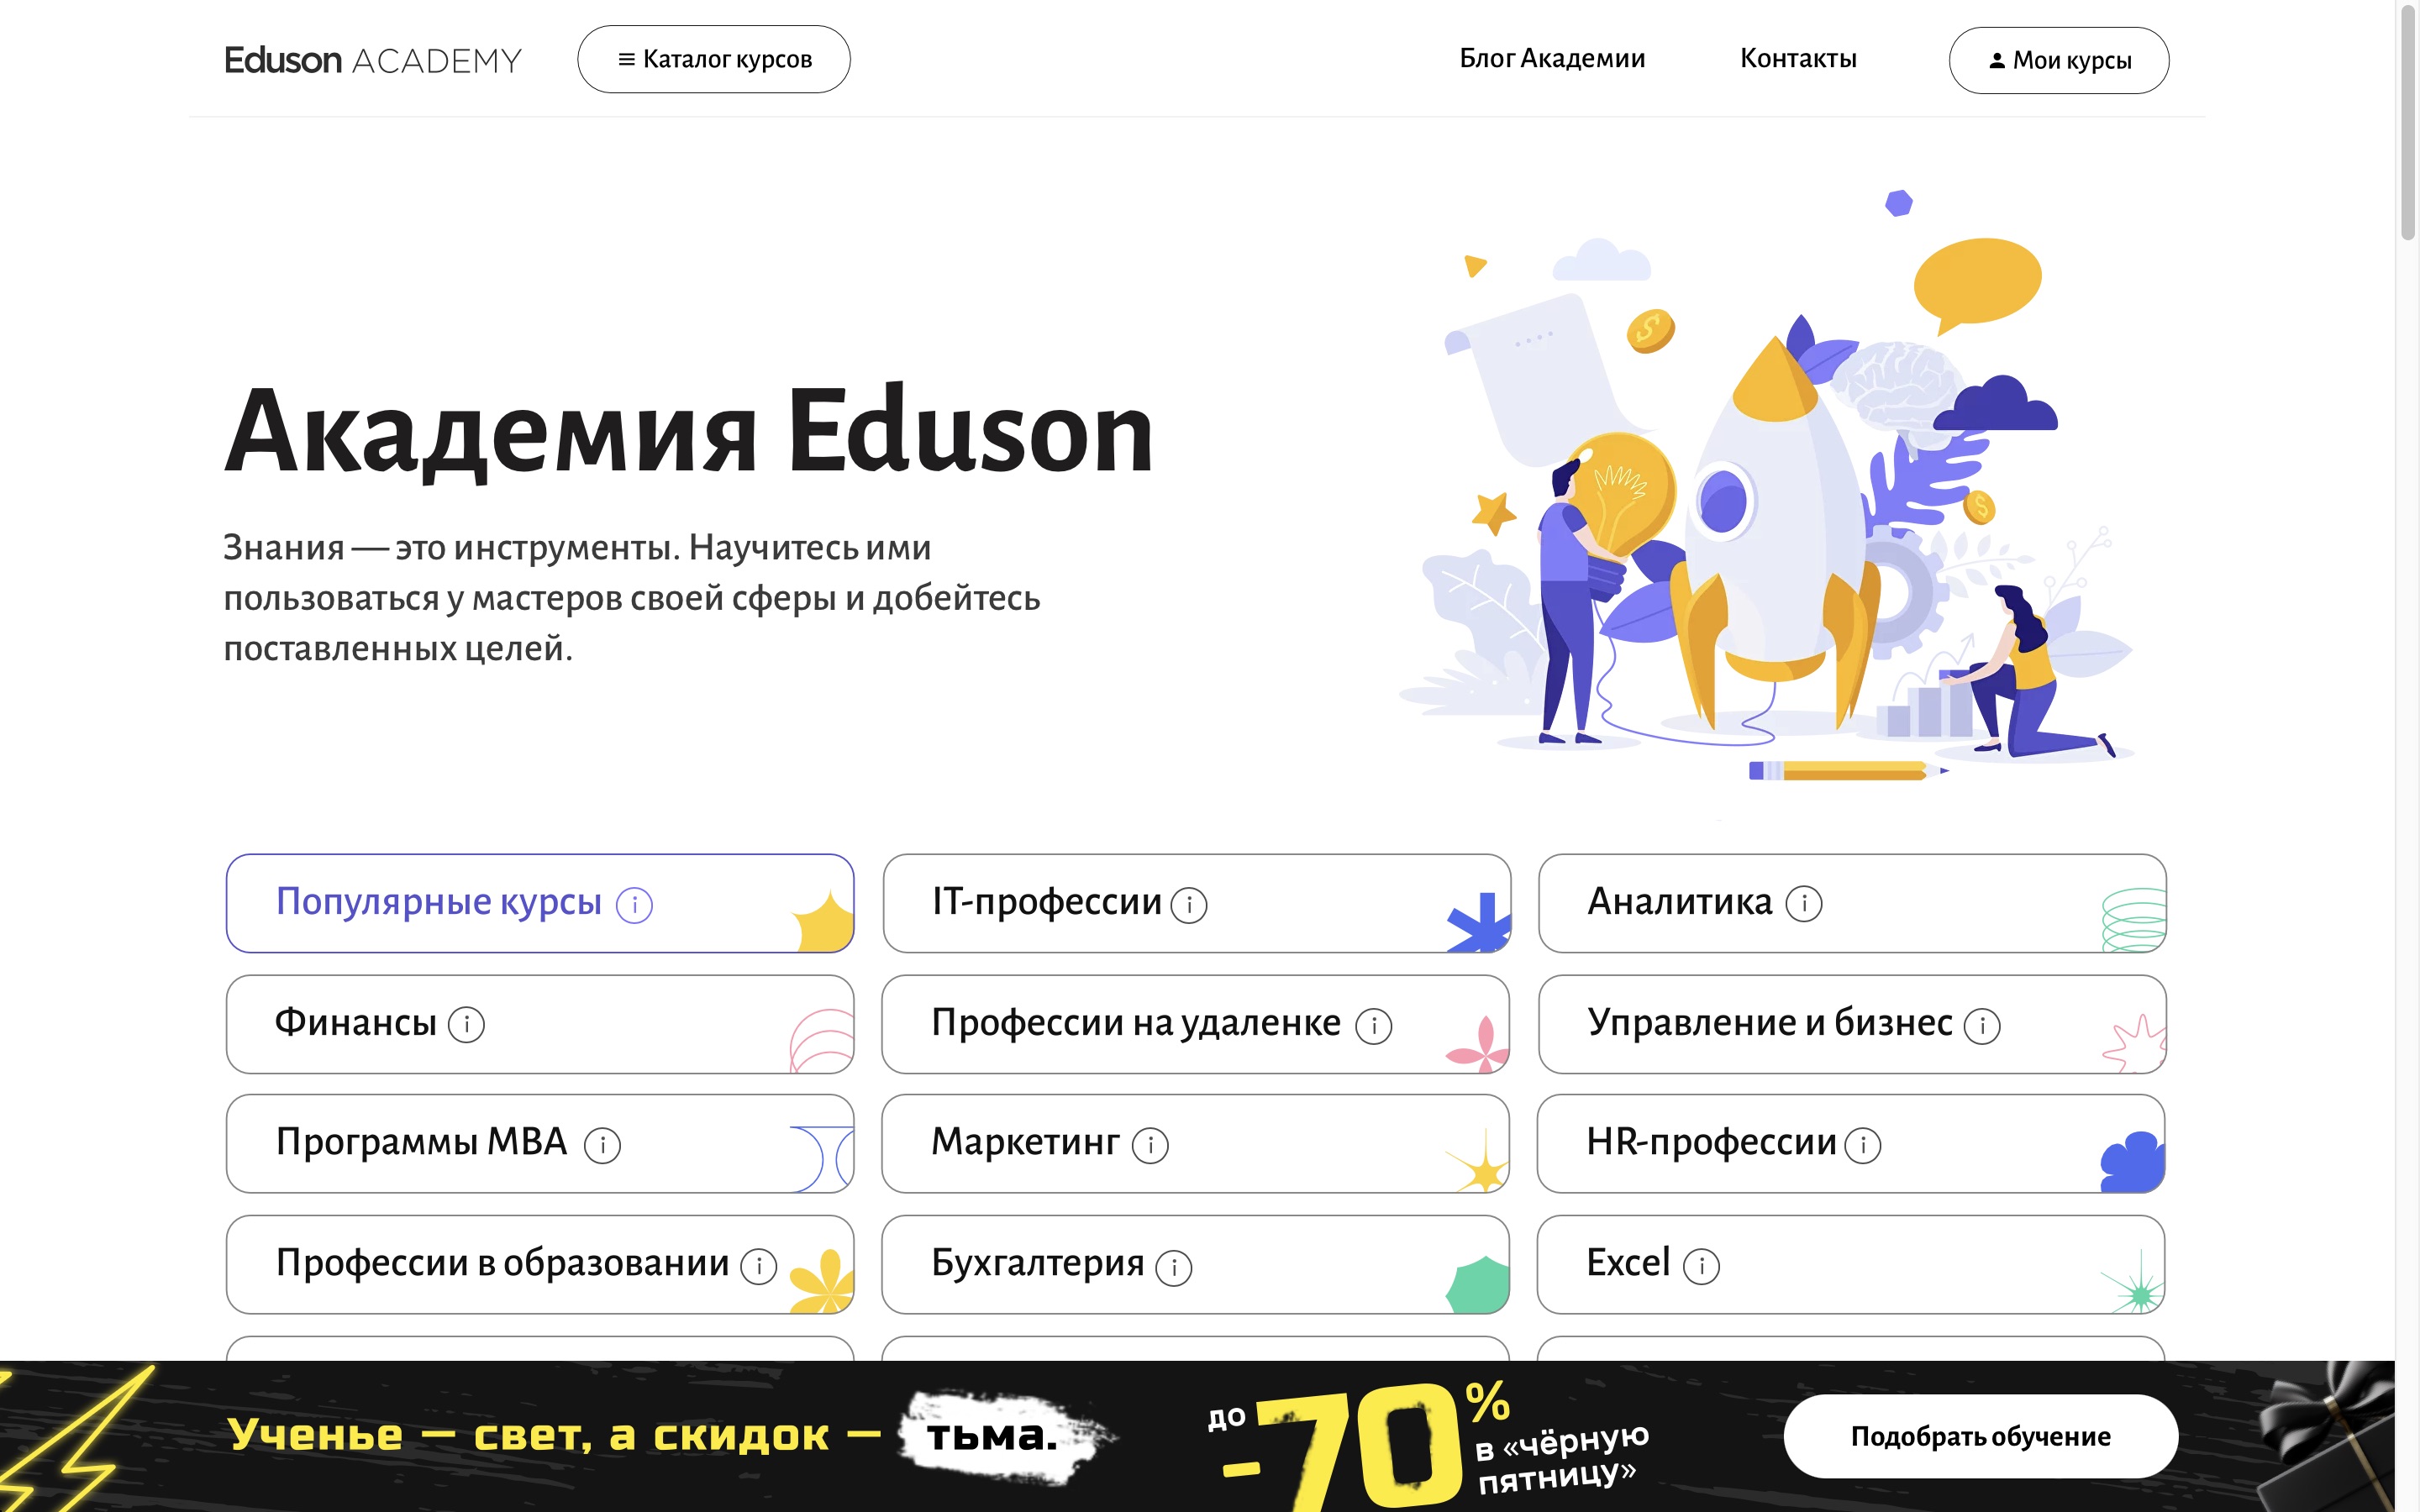 Eduson ACADEMY
Каталог курсов
Блог Академии
Контакты
Мои курсы
Академия Eduson
Знания — это инструменты. Научитесь ими
пользоваться у мастеров своей сферы и добейтесь
поставленных целей.
Популярные курсы
IT-профессии
Аналитика
Финансы
Профессии на удаленке
Управление и бизнес
Программы MBA
Маркетинг
HR-профессии
Профессии в образовании
Бухгалтерия
Excel
Ученье — свет, а скидок — тьма.
до -70%
в «чёрную
пятницу»
Подобрать обучение